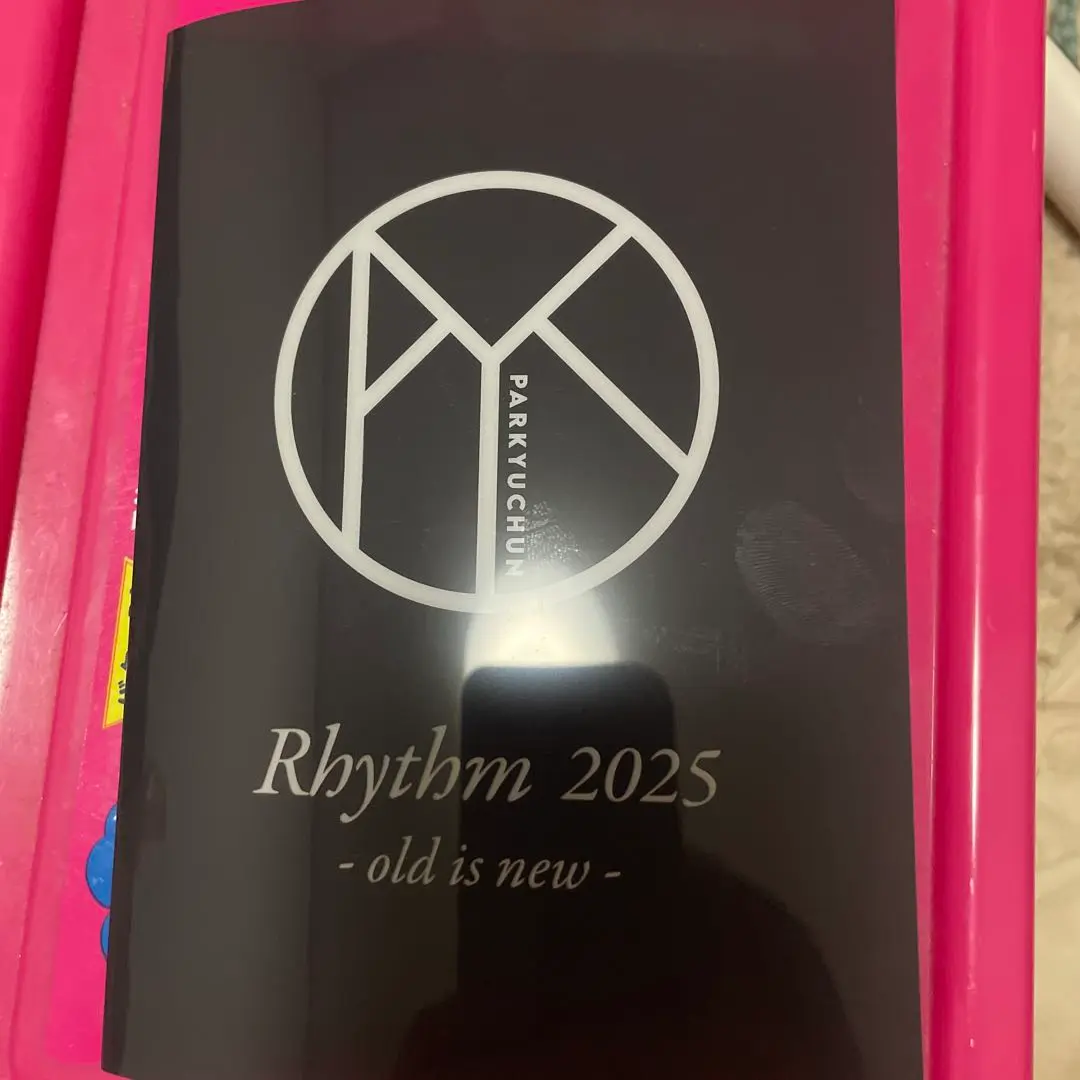 PARKYUCHUN
Rhythm 2025
- old is new -